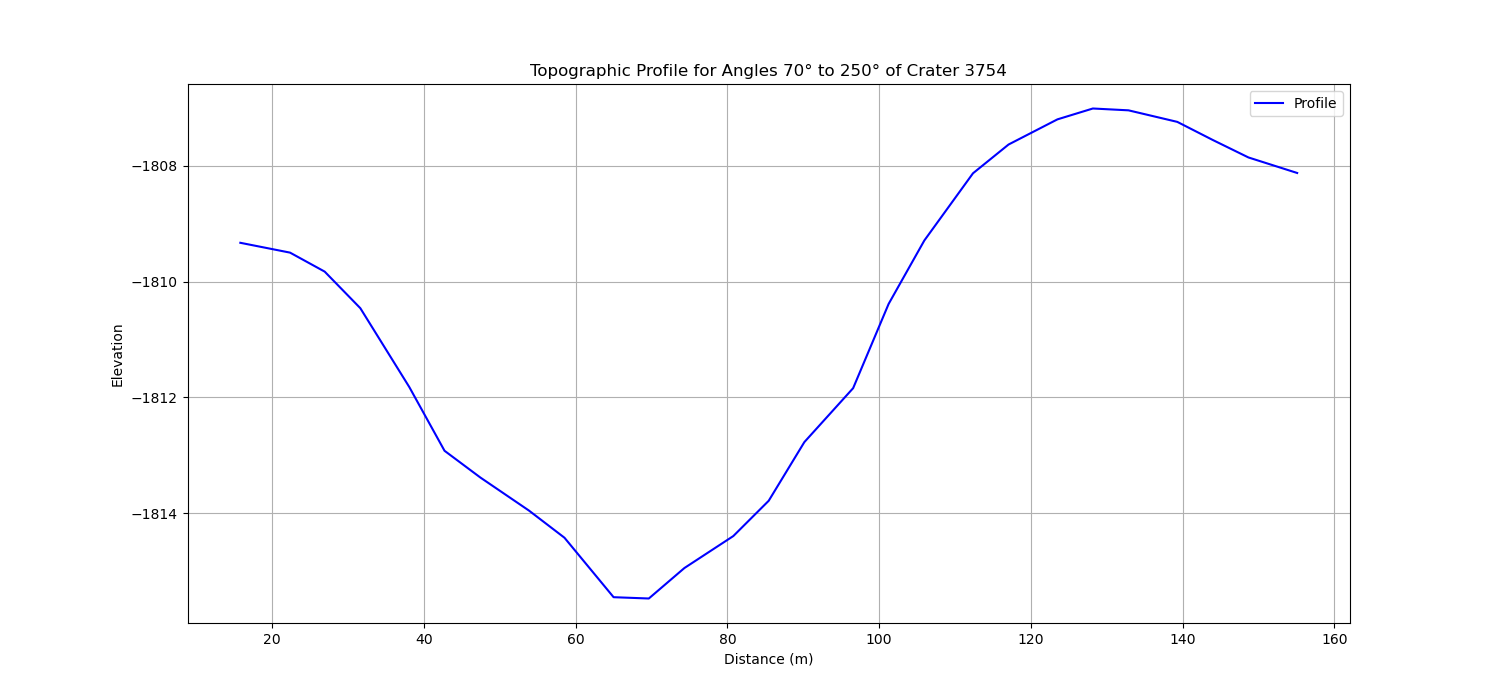 Topographic Profile for Angles 70° to 250° of Crater 3754
Profile
−1808
−1810
−1812
−1814
Elevation
20 40 60 80 100 120 140 160
Distance (m)